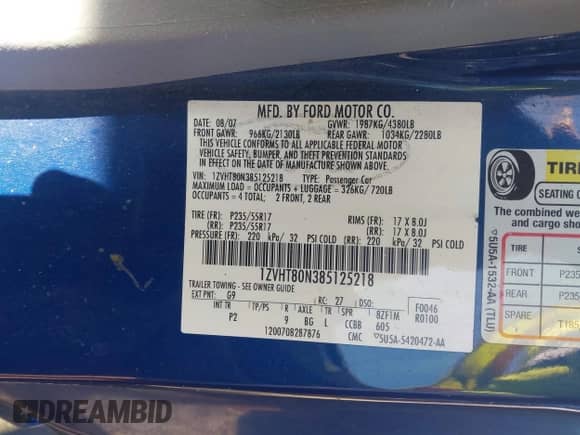 MFD. BY FORD MOTOR CO.
DATE: 08/07 GVWR: 1987KG/4380LB
FRONT GAWR: 966KG/2130LB REAR GAWR: 1034KG/2280LB
THIS VEHICLE CONFORMS TO ALL APPLICABLE FEDERAL MOTOR
VEHICLE SAFETY, BUMPER, AND THEFT PREVENTION STANDARDS
IN EFFECT ON THE DATE OF MANUFACTURE SHOWN ABOVE.
VIN: 1ZVHT80N385125218 TYPE: Passenger Car
MAXIMUM LOAD = OCCUPANTS + LUGGAGE = 326KG/720LB
OCCUPANTS = 4 TOTAL: 2 FRONT, 2 REAR
TIRE (FR): P235/55R17 RIMS (FR): 17 X 8.0J
(RR): P235/55R17 (RR): 17 X 8.0J
PRESSURE (FR): 220 kPa/ 32 PSI COLD (RR): 220 kPa/ 32 PSI COLD
1ZVHT80N385125218
TRAILER TOWING - SEE OWNER GUIDE
EXT PNT: G9 RC: 27 DSO: F0046
INT TR TP/PS R AXLE TR SPR 8ZF1M R0100
P2 9 BG L CCBB 605
1200708287876 CMC 5U5A-5420472-AA
5U5A-1532-AA (TLU)
TIRE
SEATING
The combined we
and cargo sho
TIRE
FRONT P235
REAR P235
SPARE
DREAMBID